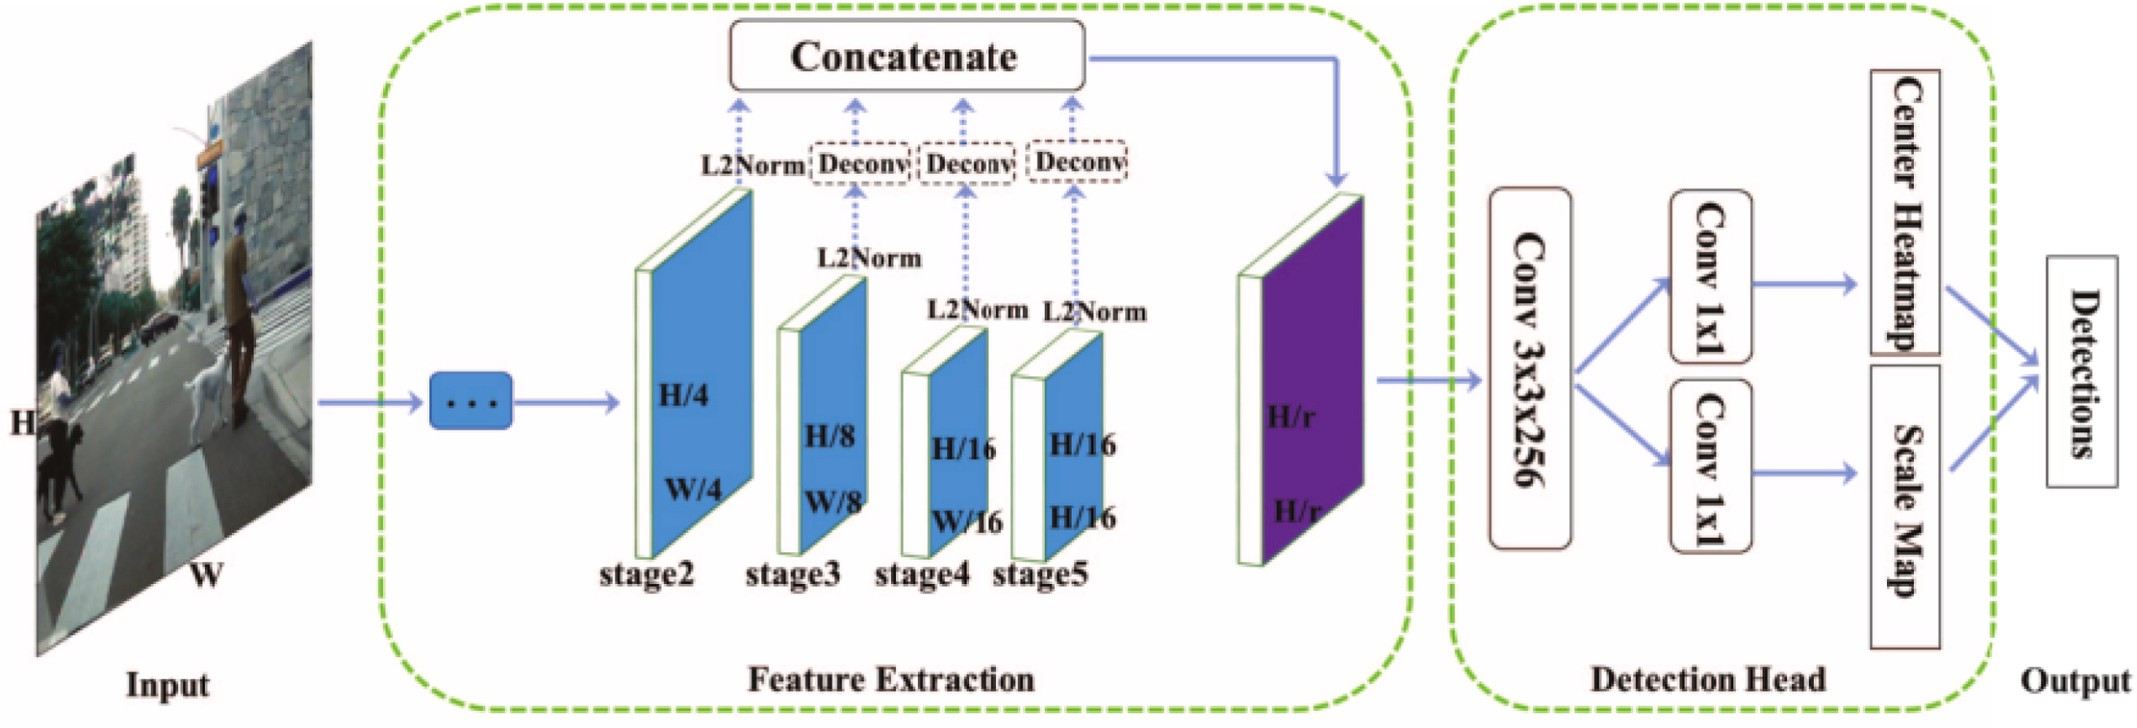 Concatenate
L2Norm
Deconv
Deconv
Deconv
L2Norm
L2Norm
L2Norm
H
W
...
H/4
W/4
H/8
W/8
H/16
W/16
H/16
H/16
H/r
H/r
stage2
stage3
stage4
stage5
Conv 3x3x256
Conv 1x1
Conv 1x1
Center Heatmap
Scale Map
Detections
Input
Feature Extraction
Detection Head
Output